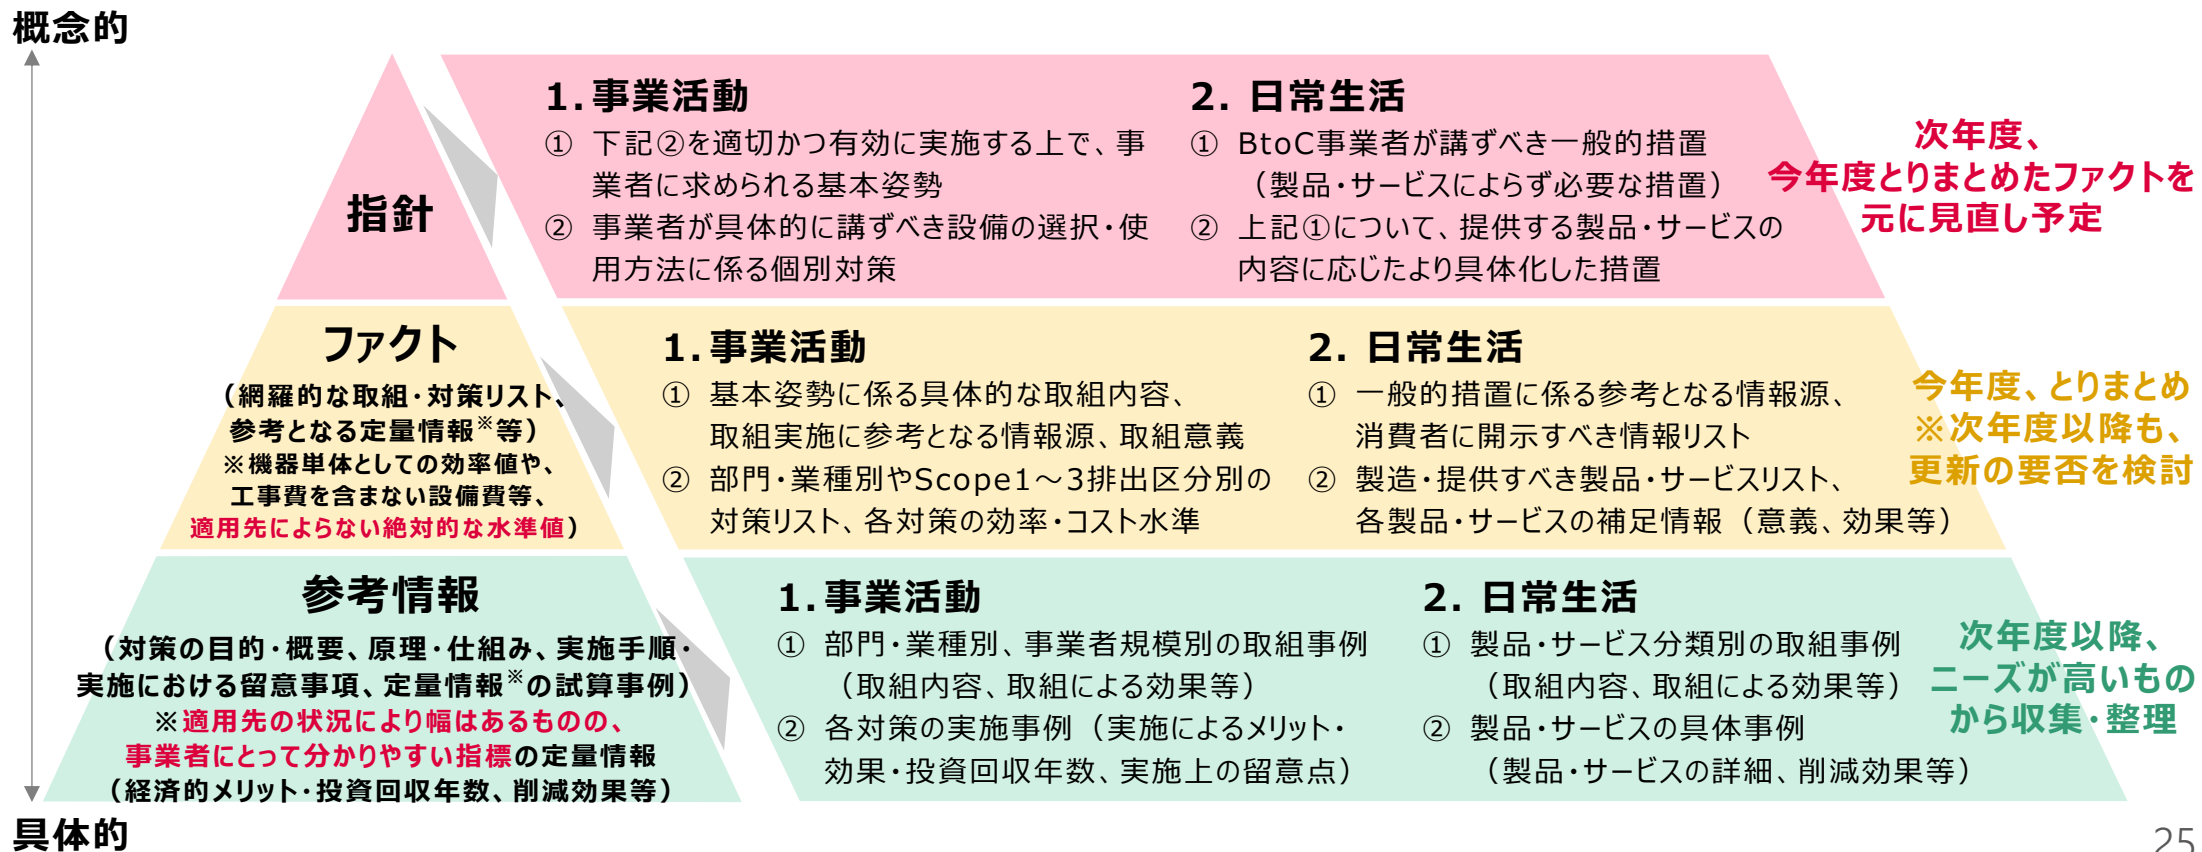 概念的
指針
1.事業活動
① 下記②を適切かつ有効に実施する上で、事
業者に求められる基本姿勢
② 事業者が具体的に講ずべき設備の選択・使
用方法に係る個別対策
2. 日常生活
① BtoC事業者が講ずべき一般的措置
（製品・サービスによらず必要な措置）
② 上記①について、提供する製品・サービスの
内容に応じたより具体化した措置
次年度、
今年度とりまとめたファクトを
元に見直し予定
ファクト
（網羅的な取組・対策リスト、
参考となる定量情報※等）
※機器単体としての効率値や、
工事費を含まない設備費等、
適用先によらない絶対的な水準値）
1.事業活動
① 基本姿勢に係る具体的な取組内容、
取組実施に参考となる情報源、取組意義
② 部門・業種別やScope1～3排出区分別の
対策リスト、各対策の効率・コスト水準
2. 日常生活
① 一般的措置に係る参考となる情報源、
消費者に開示すべき情報リスト
② 製造・提供すべき製品・サービスリスト、
各製品・サービスの補足情報（意義、効果等）
今年度、とりまとめ
※次年度以降も、
更新の要否を検討
参考情報
（対策の目的・概要、原理・仕組み、実施手順・
実施における留意事項、定量情報※の試算事例）
※適用先の状況により幅はあるものの、
事業者にとって分かりやすい指標の定量情報
（経済的メリット・投資回収年数、削減効果等）
1.事業活動
① 部門・業種別、事業者規模別の取組事例
（取組内容、取組による効果等）
② 各対策の実施事例（実施によるメリット・
効果・投資回収年数、実施上の留意点）
2. 日常生活
① 製品・サービス分類別の取組事例
（取組内容、取組による効果等）
② 製品・サービスの具体事例
（製品・サービスの詳細、削減効果等）
次年度以降、
ニーズが高いもの
から収集・整理
具体的
25